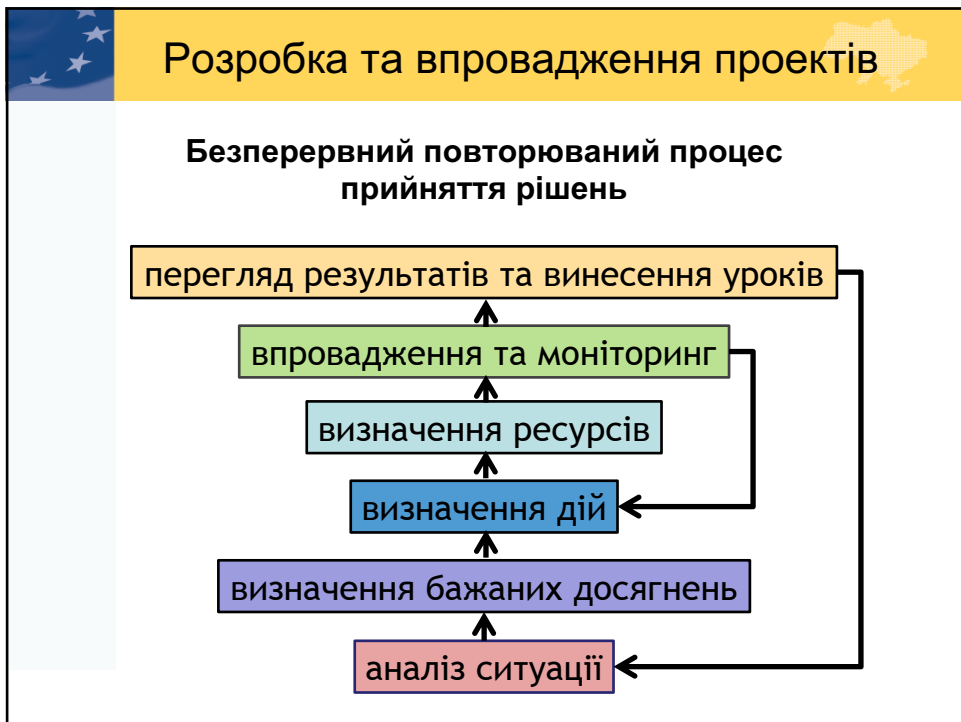 Розробка та впровадження проектів
Безперервний повторюваний процес
прийняття рішень
перегляд результатів та винесення уроків
впровадження та моніторинг
визначення ресурсів
визначення дій
визначення бажаних досягнень
аналіз ситуації